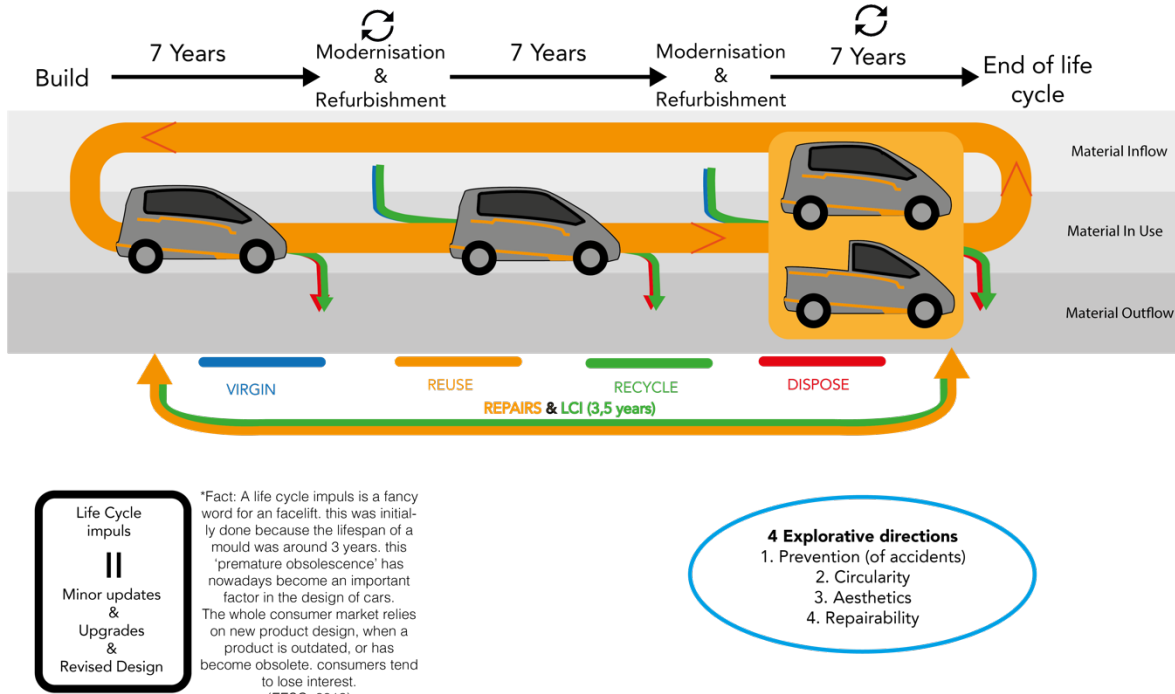 7 Years
7 Years
7 Years
Build
Modernisation
&
Refurbishment
Modernisation
&
Refurbishment
End of life
cycle
Material Inflow
Material In Use
Material Outflow
VIRGIN
REUSE
RECYCLE
DISPOSE
REPAIRS & LCI (3,5 years)
Life Cycle
impuls
=
Minor updates
&
Upgrades
&
Revised Design
*Fact: A life cycle impuls is a fancy
word for an facelift. this was initial-
ly done because the lifespan of a
mould was around 3 years. this
‘premature obsolescence’ has
nowadays become an important
factor in the design of cars.
The whole consumer market relies
on new product design, when a
product is outdated, or has
become obsolete. consumers tend
to lose interest.
4 Explorative directions
1. Prevention (of accidents)
2. Circularity
3. Aesthetics
4. Repairability